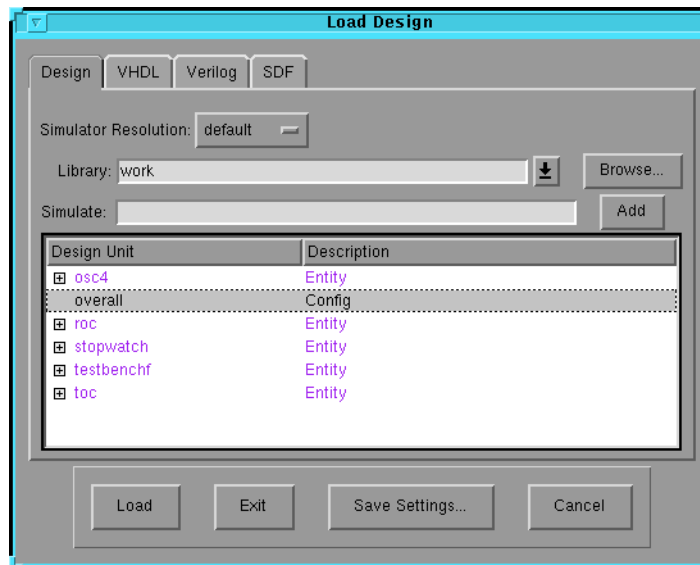 Load Design
Design VHDL Verilog SDF
Simulator Resolution: default
Library: work Browse...
Simulate: Add
Design Unit Description
osc4 Entity
overall Config
roc Entity
stopwatch Entity
testbenchf Entity
toc Entity
Load Exit Save Settings... Cancel